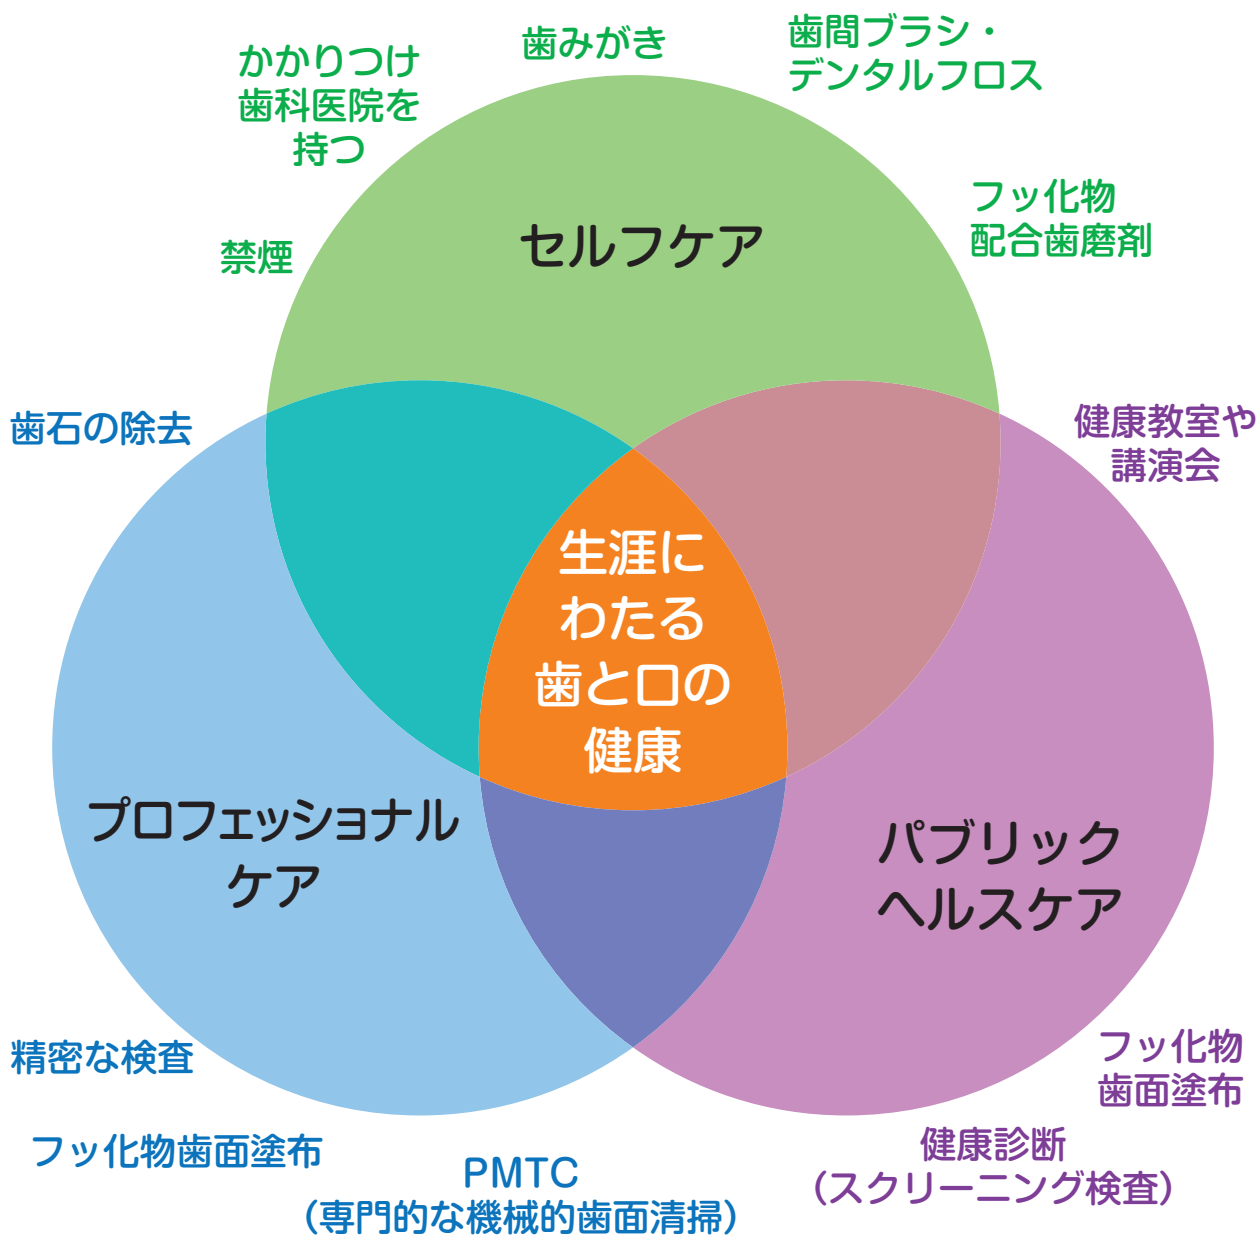 歯みがき
歯間ブラシ・
デンタルフロス
かかりつけ
歯科医院を
持つ
フッ化物
配合歯磨剤
禁煙
セルフケア
歯石の除去
健康教室や
講演会
生涯に
わたる
歯と口の
健康
プロフェッショナル
ケア
パブリック
ヘルスケア
精密な検査
フッ化物歯面塗布
PMTC
(専門的な機械的歯面清掃)
フッ化物
歯面塗布
健康診断
(スクリーニング検査)